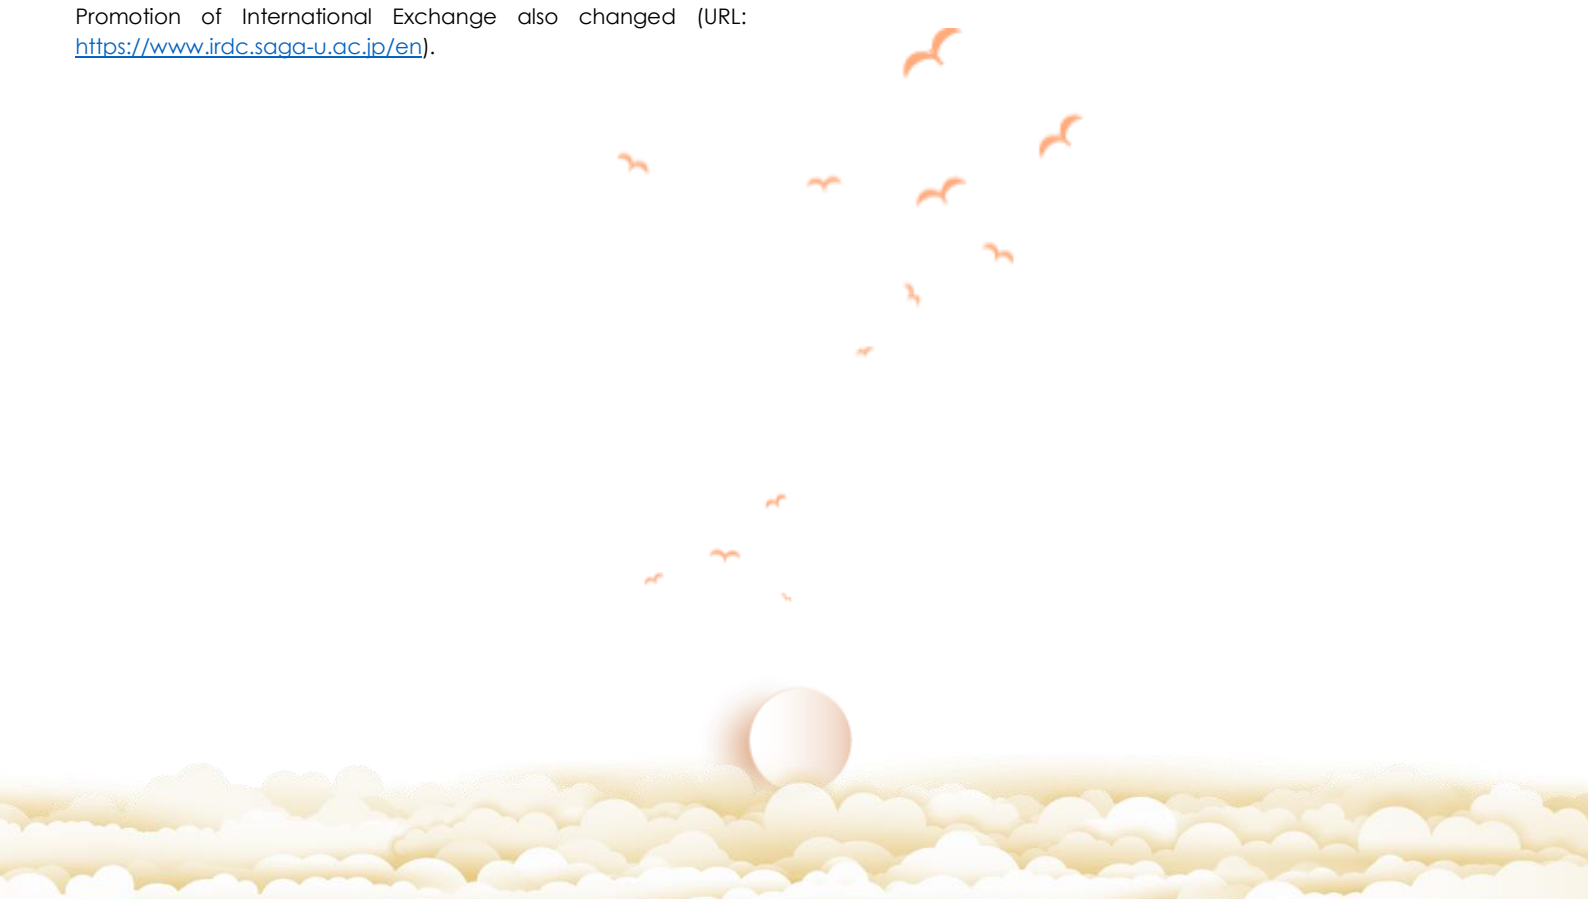 Promotion of International Exchange also changed (URL:
https://www.irdc.saga-u.ac.jp/en).